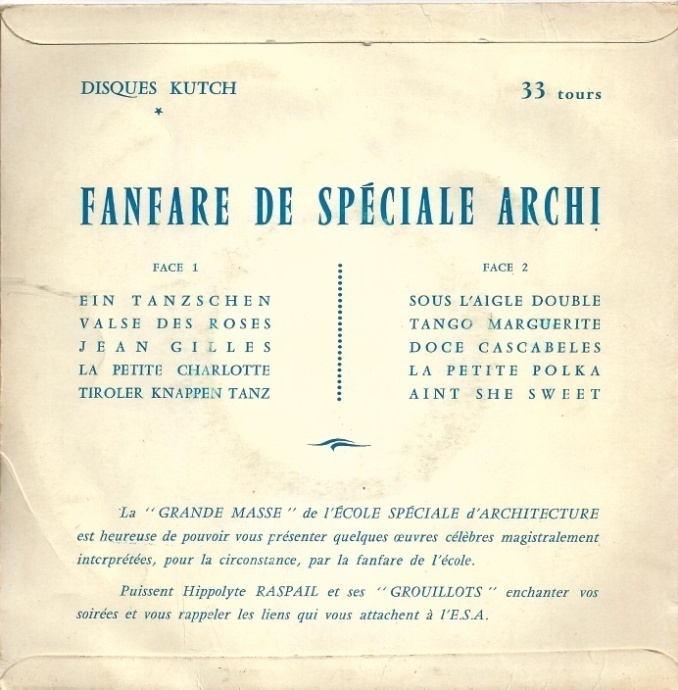 DISQUES KUTCH
33 tours
FANFARE DE SPÉCIALE ARCHI
FACE 1
EIN TANZSCHEN
VALSE DES ROSES
JEAN GILLES
LA PETITE CHARLOTTE
TIROLER KNAPPEN TANZ
FACE 2
SOUS L'AIGLE DOUBLE
TANGO MARGUERITE
DOCE CASCABELES
LA PETITE POLKA
AINT SHE SWEET
La "GRANDE MASSE" de l'ÉCOLE SPÉCIALE d'ARCHITECTURE
est heureuse de pouvoir vous présenter quelques œuvres célèbres magistralement
interprétées, pour la circonstance, par la fanfare de l'école.
Puissent Hippolyte RASPAIL et ses "GROUILLOTS" enchanter vos
soirées et vous rappeler les liens qui vous attachent à l'E.S.A.